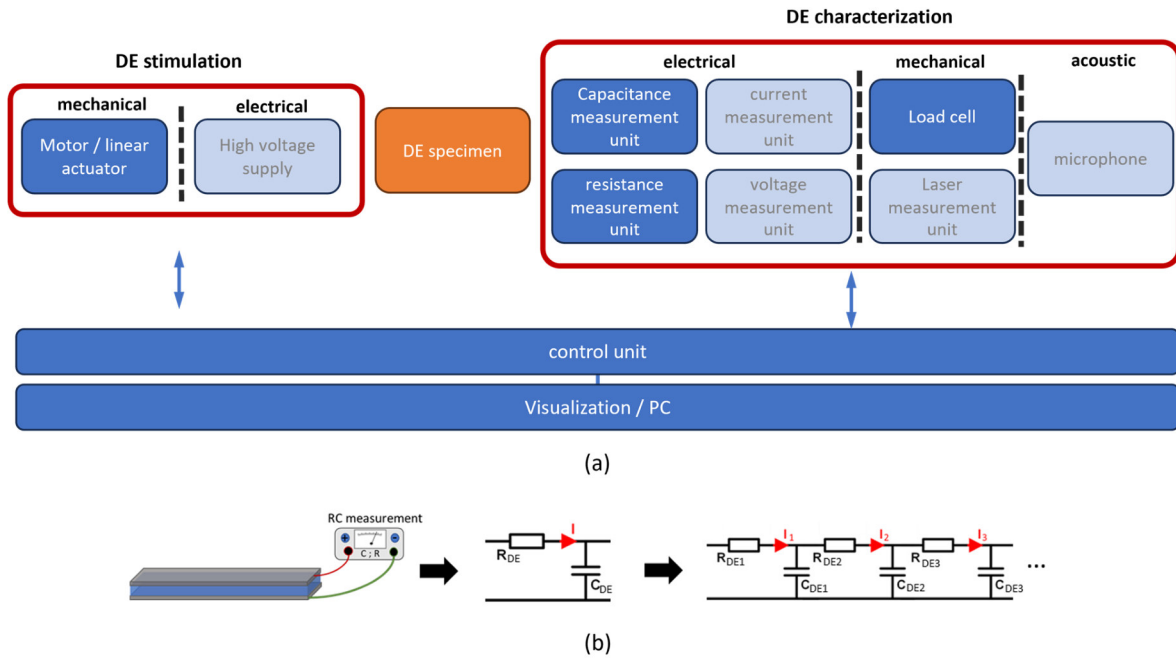 DE characterization
DE stimulation
electrical
mechanical
acoustic
mechanical
electrical
Capacitance
measurement
unit
current
measurement
unit
Load cell
Motor / linear
actuator
High voltage
supply
DE specimen
microphone
resistance
measurement
unit
voltage
measurement
unit
Laser
measurement
unit
control unit
Visualization / PC
(a)
RC measurement
+
-
C ; R
I
R_DE
C_DE
I_1
I_2
I_3
R_DE1
R_DE2
R_DE3
C_DE1
C_DE2
C_DE3
...
(b)